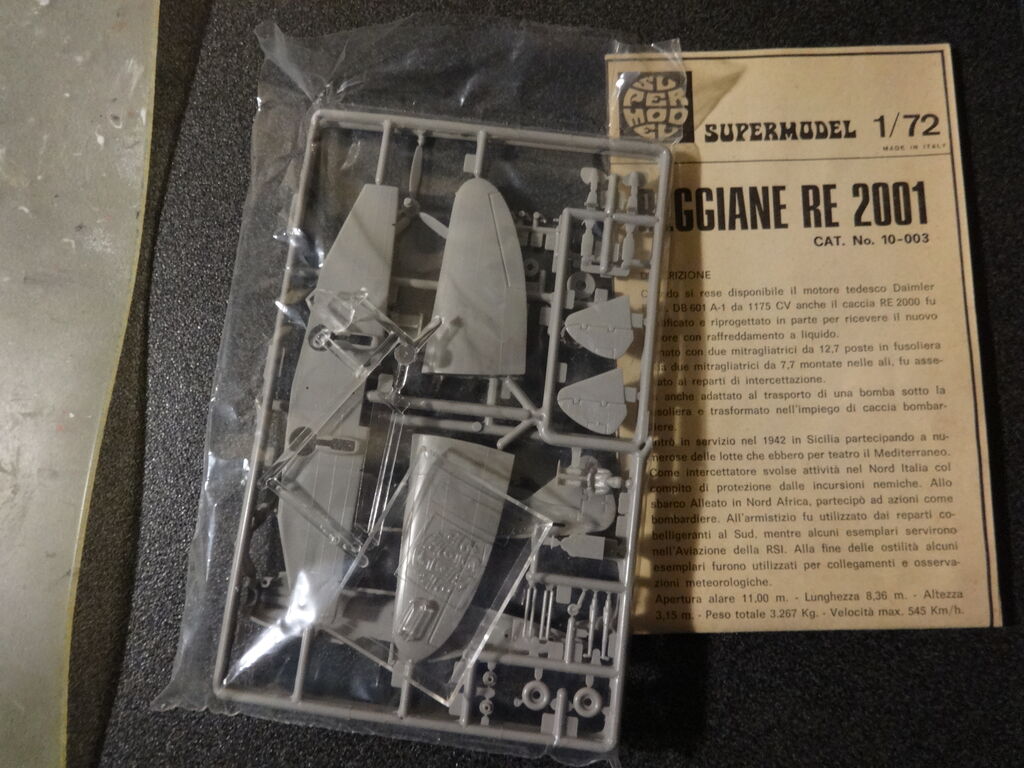 SUPER MODEL
SUPERMODEL 1/72
MADE IN ITALY
GGIANE RE 2001
CAT. No. 10-003
RIZIONE
do si rese disponibile il motore tedesco Daimler
DB 601 A-1 da 1175 CV anche il caccia RE 2000 fu
ficato e riprogettato in parte per ricevere il nuovo
ore con raffreddamento a liquido.
ato con due mitragliatrici da 12,7 poste in fusoliera
da due mitragliatrici da 7,7 montate nelle ali, fu asse-
ato ai reparti di intercettazione.
anche adattato al trasporto di una bomba sotto la
soliera e trasformato nell'impiego di caccia bombar-
iere.
ntrò in servizio nel 1942 in Sicilia partecipando a nu-
merose delle lotte che ebbero per teatro il Mediterraneo.
Come intercettatore svolse attività nel Nord Italia col
compito di protezione dalle incursioni nemiche. Allo
sbarco Alleato in Nord Africa, partecipò ad azioni come
bombardiere. All'armistizio fu utilizzato dai reparti co-
belligeranti al Sud, mentre alcuni esemplari servirono
nell'Aviazione della RSI. Alla fine delle ostilità alcuni
esemplari furono utilizzati per collegamenti e osserva-
zioni meteorologiche.
Apertura alare 11,00 m. - Lunghezza 8,36 m. - Altezza
3,15 m. - Peso totale 3.267 Kg. - Velocità max. 545 Km/h.